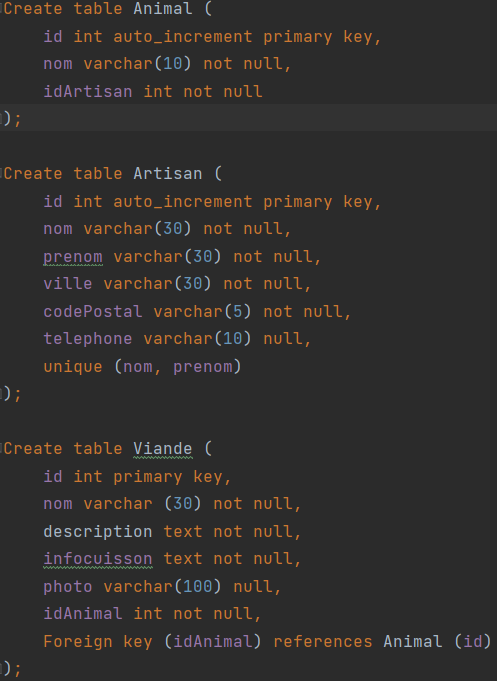 Create table Animal (
id int auto_increment primary key,
nom varchar(10) not null,
idArtisan int not null
);
Create table Artisan (
id int auto_increment primary key,
nom varchar(30) not null,
prenom varchar(30) not null,
ville varchar(30) not null,
codePostal varchar(5) not null,
telephone varchar(10) null,
unique (nom, prenom)
);
Create table Viande (
id int primary key,
nom varchar (30) not null,
description text not null,
infocuisson text not null,
photo varchar(100) null,
idAnimal int not null,
Foreign key (idAnimal) references Animal (id)
);